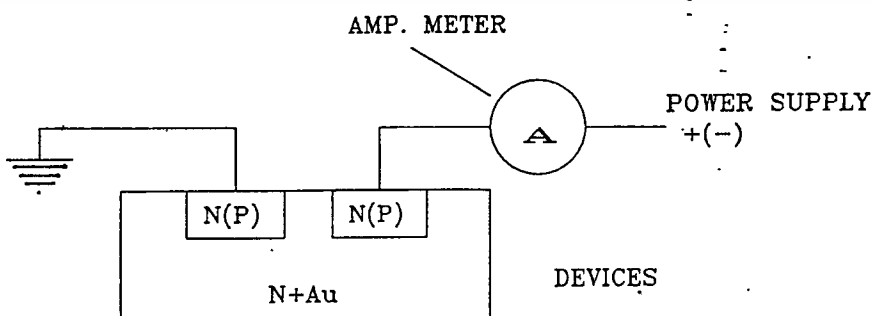 AMP. METER
POWER SUPPLY
+(-)
A
N(P) N(P)
N+Au
DEVICES